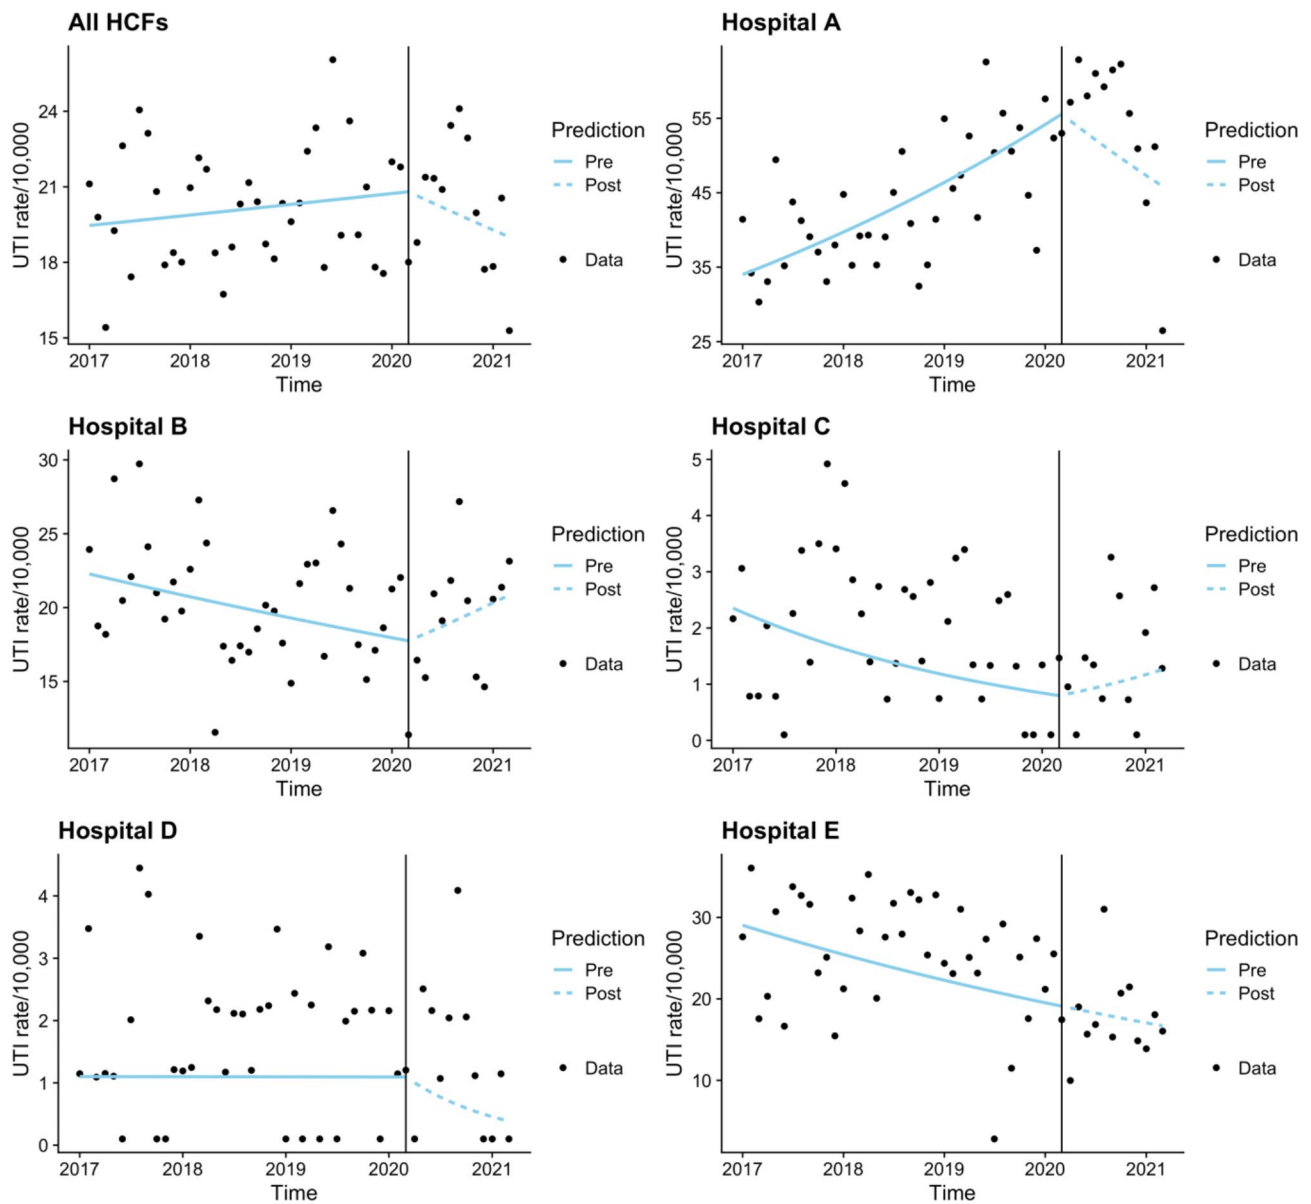 All HCFs
UTI rate/10,000
24
21
18
15
2017 2018 2019 2020 2021
Time
Prediction
Pre
Post
Data
Hospital A
UTI rate/10,000
55
45
35
25
2017 2018 2019 2020 2021
Time
Prediction
Pre
Post
Data
Hospital B
UTI rate/10,000
30
25
20
15
2017 2018 2019 2020 2021
Time
Prediction
Pre
Post
Data
Hospital C
UTI rate/10,000
5
4
3
2
1
0
2017 2018 2019 2020 2021
Time
Prediction
Pre
Post
Data
Hospital D
UTI rate/10,000
4
3
2
1
0
2017 2018 2019 2020 2021
Time
Prediction
Pre
Post
Data
Hospital E
UTI rate/10,000
30
20
10
2017 2018 2019 2020 2021
Time
Prediction
Pre
Post
Data